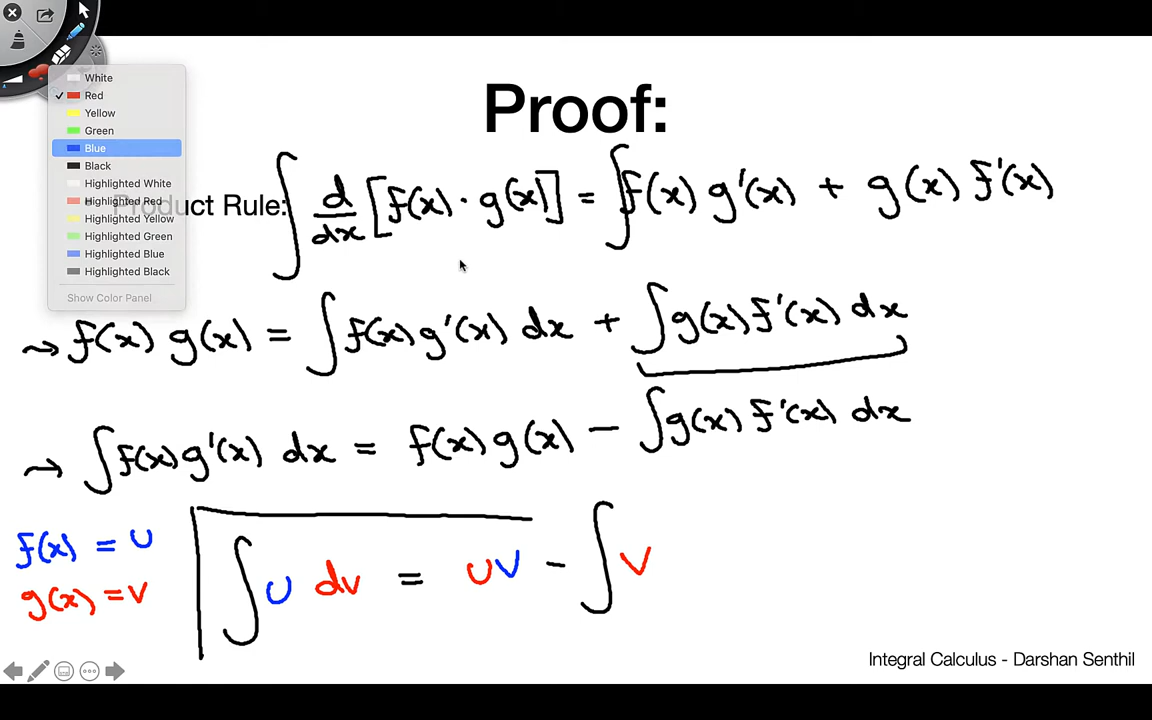 White
Red
Yellow
Green
Blue
Black
Highlighted White
Highlighted Red
Highlighted Yellow
Highlighted Green
Highlighted Blue
Highlighted Black
Show Color Panel
Proof:
Product Rule: ∫ d/dx [f(x) · g(x)] = ∫ f(x) g'(x) + g(x) f'(x)
→ f(x) g(x) = ∫ f(x) g'(x) dx + ∫ g(x) f'(x) dx
→ ∫ f(x) g'(x) dx = f(x) g(x) − ∫ g(x) f'(x) dx
f(x) = u
g(x) = v
∫ u dv = uv − ∫ v
Integral Calculus - Darshan Senthil